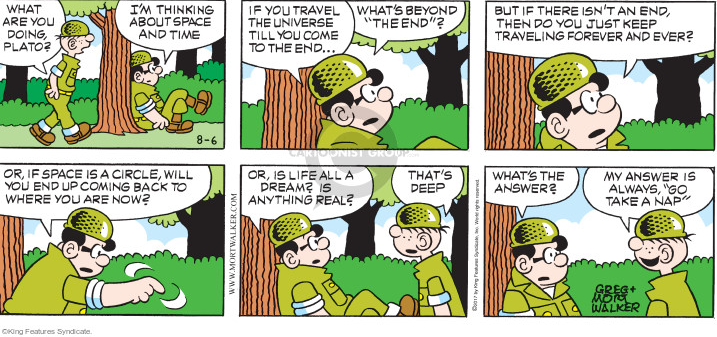 WHAT
ARE YOU
DOING,
PLATO?
I'M THINKING
ABOUT SPACE
AND TIME
8-6
IF YOU TRAVEL
THE UNIVERSE
TILL YOU COME
TO THE END...
WHAT'S BEYOND
"THE END"?
BUT IF THERE ISN'T AN END,
THEN DO YOU JUST KEEP
TRAVELING FOREVER AND EVER?
CARTOONIST GROUP
OR, IF SPACE IS A CIRCLE, WILL
YOU END UP COMING BACK TO
WHERE YOU ARE NOW?
WWW.MORTWALKER.COM
OR, IS LIFE ALL A
DREAM? IS
ANYTHING REAL?
THAT'S
DEEP
©2017 by King Features Syndicate, Inc. World rights reserved.
WHAT'S THE
ANSWER?
MY ANSWER IS
ALWAYS, "GO
TAKE A NAP"
GREG+
MORT
WALKER
©King Features Syndicate.